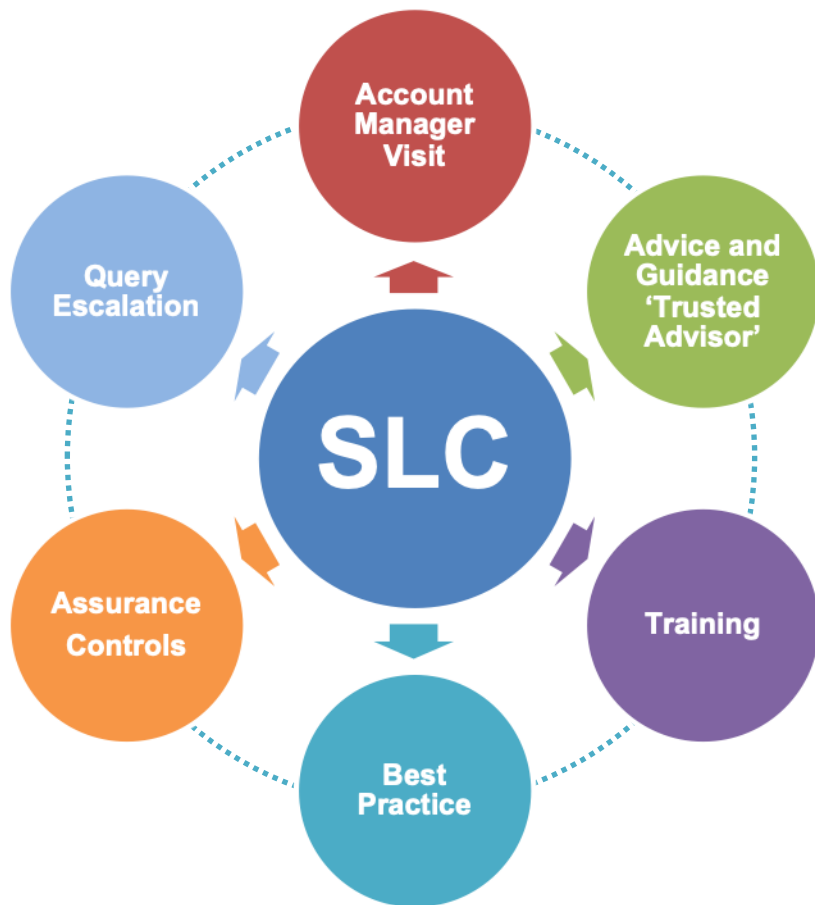 Account
Manager
Visit
Advice and
Guidance
‘Trusted
Advisor’
Training
Best
Practice
Assurance
Controls
Query
Escalation
SLC